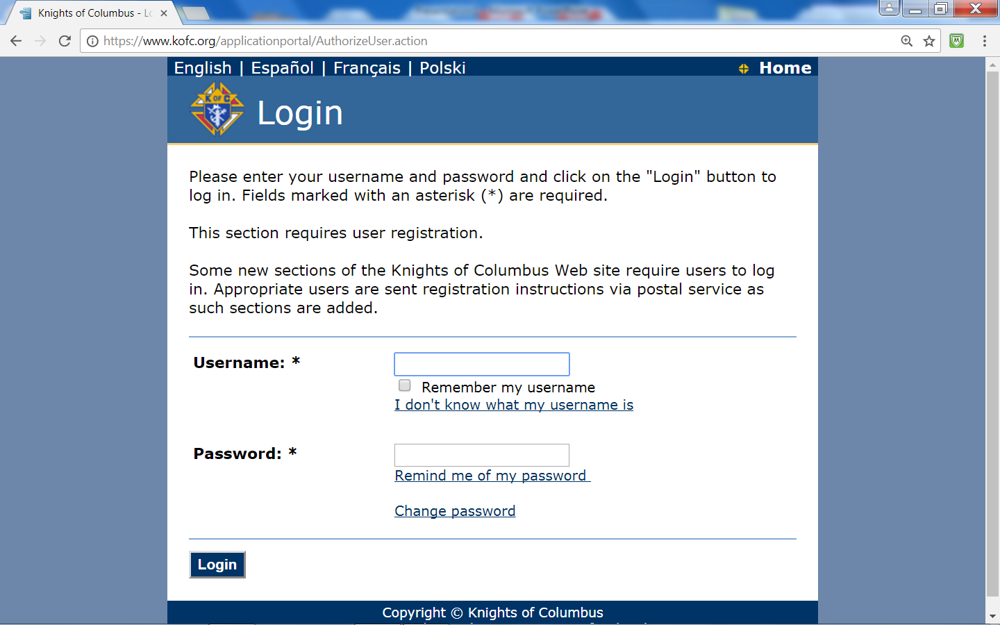 Knights of Columbus - Lo
https://www.kofc.org/applicationportal/AuthorizeUser.action
English | Español | Français | Polski
Home
K OF C
Login
Please enter your username and password and click on the "Login" button to
log in. Fields marked with an asterisk (*) are required.
This section requires user registration.
Some new sections of the Knights of Columbus Web site require users to log
in. Appropriate users are sent registration instructions via postal service as
such sections are added.
Username: *
Remember my username
I don't know what my username is
Password: *
Remind me of my password
Change password
Login
Copyright © Knights of Columbus